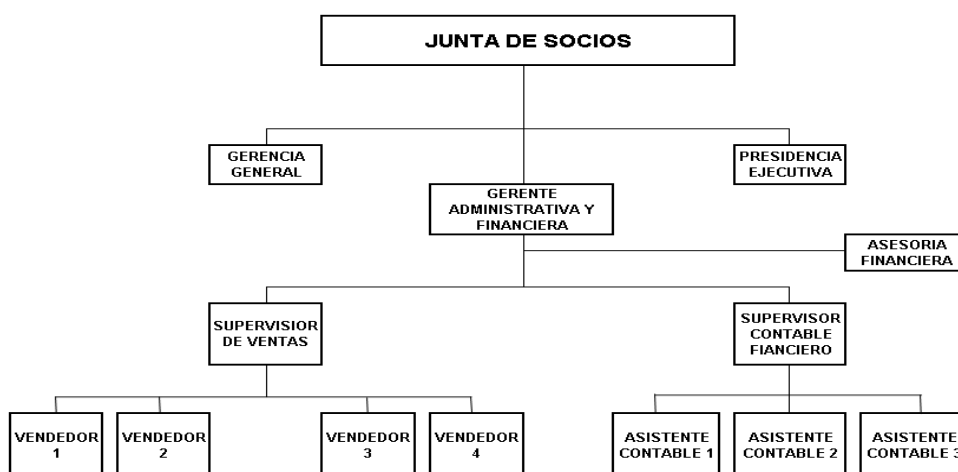 JUNTA DE SOCIOS
GERENCIA
GENERAL
PRESIDENCIA
EJECUTIVA
GERENTE
ADMINISTRATIVA Y
FINANCIERA
ASESORIA
FINANCIERA
SUPERVISIOR
DE VENTAS
SUPERVISOR
CONTABLE
FIANCIERO
VENDEDOR
1
VENDEDOR
2
VENDEDOR
3
VENDEDOR
4
ASISTENTE
CONTABLE 1
ASISTENTE
CONTABLE 2
ASISTENTE
CONTABLE 3